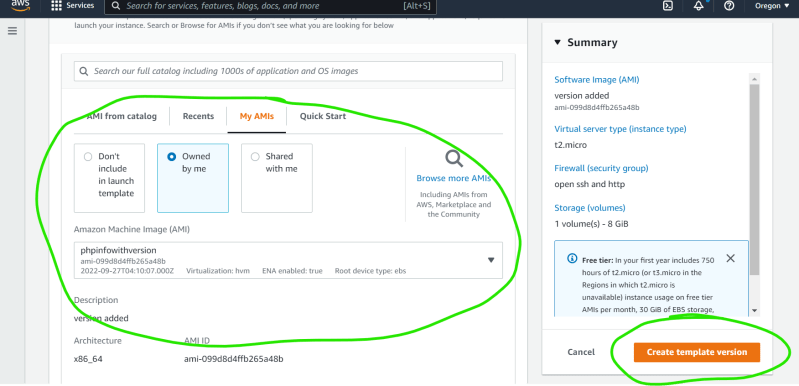 aws
Services
Search for services, features, blogs, docs, and more
[Alt+S]
Oregon
launch your instance. Search or Browse for AMIs if you don't see what you are looking for below
Search our full catalog including 1000s of application and OS images
AMI from catalog
Recents
My AMIs
Quick Start
Don't
include
in launch
template
Owned
by me
Shared
with me
Browse more AMIs
Including AMIs from
AWS, Marketplace and
the Community
Amazon Machine Image (AMI)
phpinfowithversion
ami-099d8d4ffb265a48b
2022-09-27T04:10:07.000Z Virtualization: hvm ENA enabled: true Root device type: ebs
Description
version added
Architecture
AMI ID
x86_64
ami-099d8d4ffb265a48b
Summary
Software Image (AMI)
version added
ami-099d8d4ffb265a48b
Virtual server type (instance type)
t2.micro
Firewall (security group)
open ssh and http
Storage (volumes)
1 volume(s) - 8 GiB
Free tier: In your first year includes 750
hours of t2.micro (or t3.micro in the
Regions in which t2.micro is
unavailable) instance usage on free tier
AMIs per month, 30 GiB of EBS storage,
Cancel
Create template version